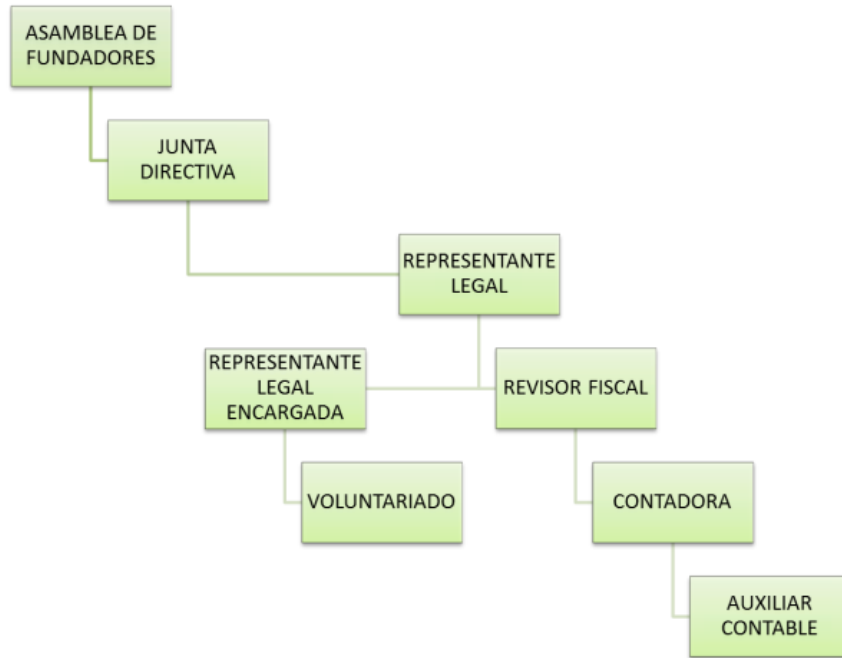 ASAMBLEA DE
FUNDADORES
JUNTA
DIRECTIVA
REPRESENTANTE
LEGAL
REPRESENTANTE
LEGAL
ENCARGADA
REVISOR FISCAL
VOLUNTARIADO
CONTADORA
AUXILIAR
CONTABLE